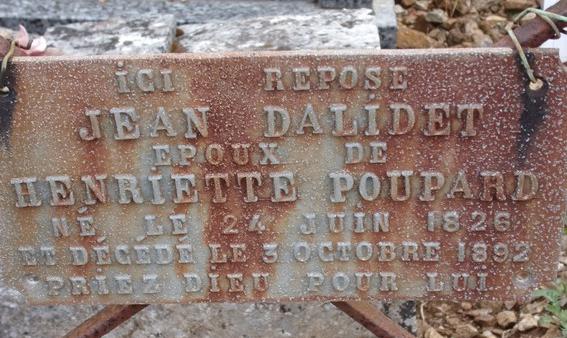 iCi REPOSE
JEAN DALiDET
EPOUX DE
HENRiETTE POUPARD
NÉ LE 24 JUiN 1826
ET DÉCÉDÉ LE 3 OCTOBRE 1892
PRiEZ DiEU POUR LUi